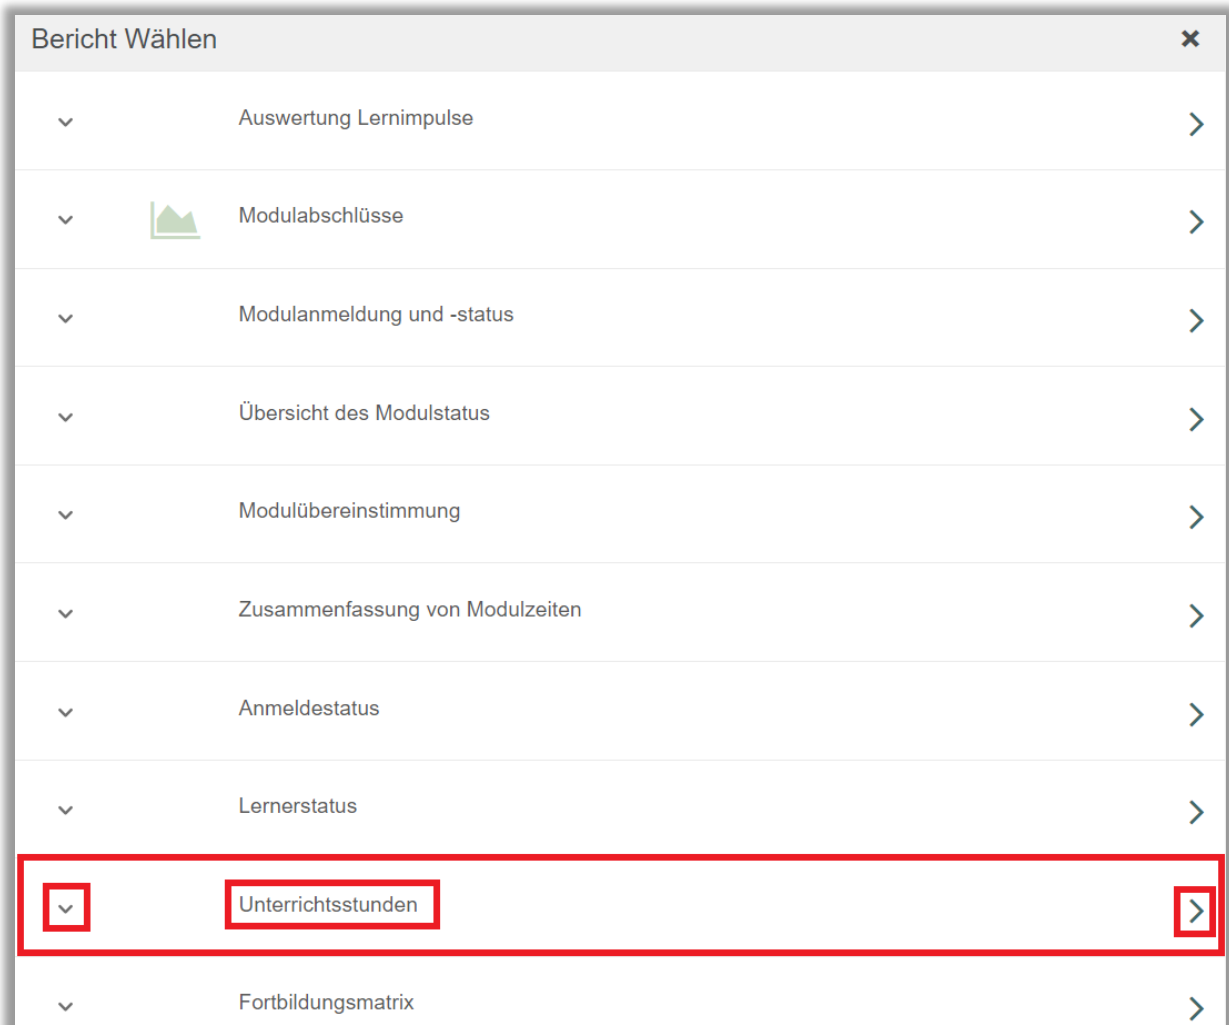 Bericht Wählen
Auswertung Lernimpulse
Modulabschlüsse
Modulanmeldung und -status
Übersicht des Modulstatus
Modulübereinstimmung
Zusammenfassung von Modulzeiten
Anmeldestatus
Lernerstatus
Unterrichtsstunden
Fortbildungsmatrix